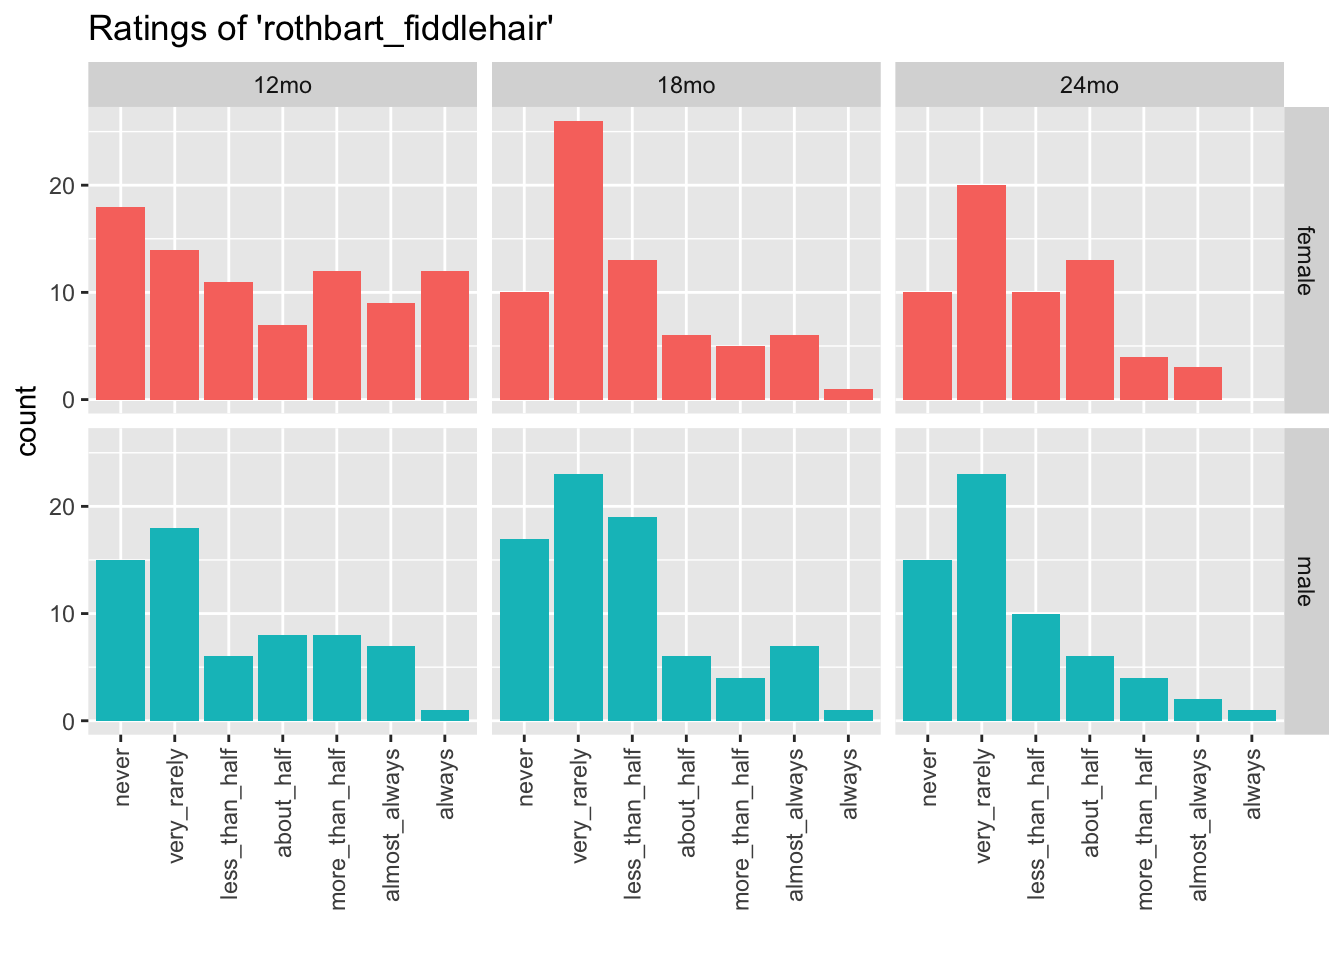 Ratings of 'rothbart_fiddlehair'
12mo
18mo
24mo
20
10
0
female
count
20
10
0
male
never
very_rarely
less_than_half
about_half
more_than_half
almost_always
always
never
very_rarely
less_than_half
about_half
more_than_half
almost_always
always
never
very_rarely
less_than_half
about_half
more_than_half
almost_always
always